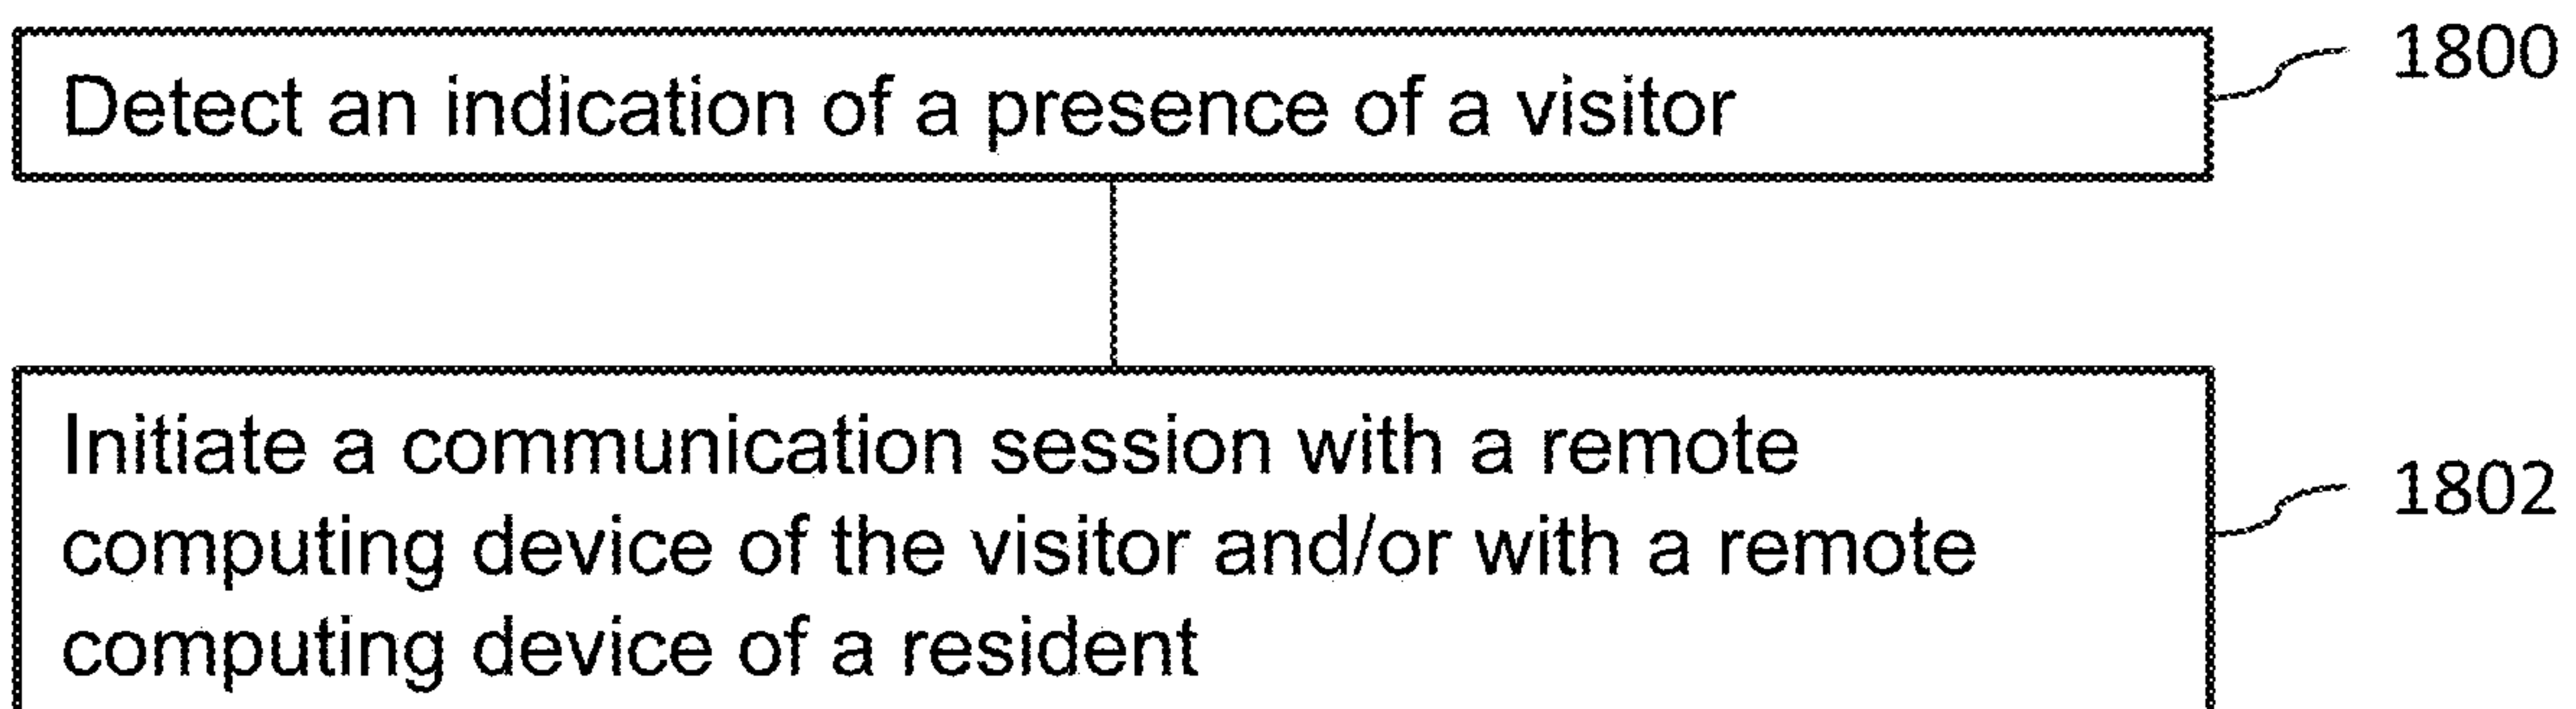 Detect an indication of a presence of a visitor
1800
Initiate a communication session with a remote
computing device of the visitor and/or with a remote
computing device of a resident
1802